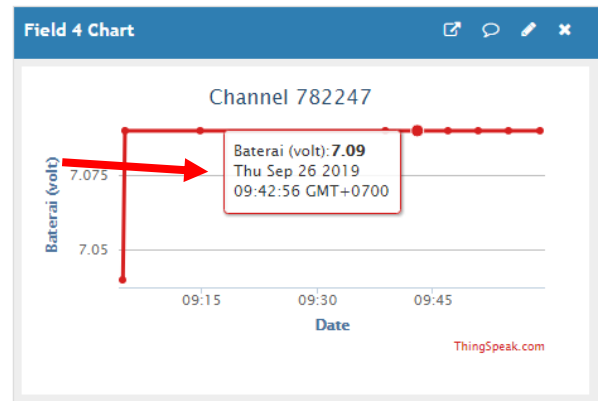 Field 4 Chart
Channel 782247
Baterai (volt)
7.075
7.05
Baterai (volt):7.09
Thu Sep 26 2019
09:42:56 GMT+0700
09:15
09:30
09:45
Date
ThingSpeak.com